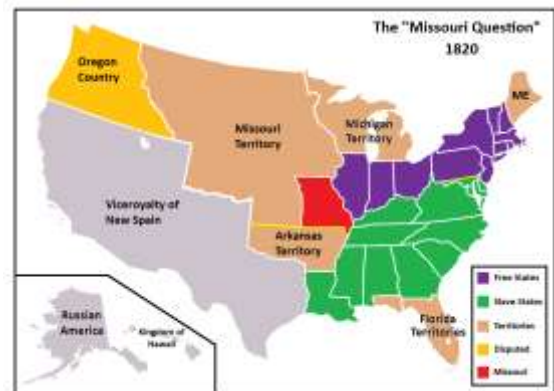 The "Missouri Question"
1820
Oregon
Country
ME
Missouri
Territory
Michigan
Territory
Viceroyalty of
New Spain
Arkansas
Territory
Florida
Territories
Russian
America
Kingdom of
Hawaii
Free States
Slave States
Territories
Disputed
Missouri